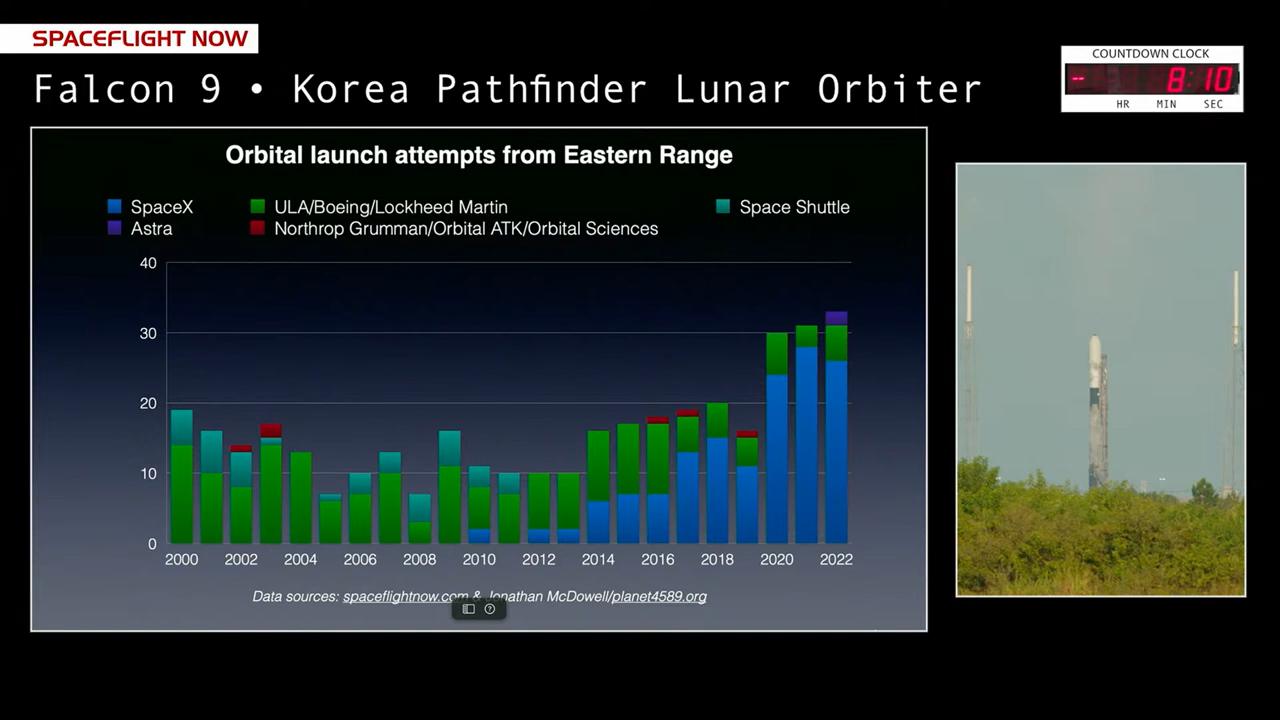 SPACEFLIGHT NOW
Falcon 9 • Korea Pathfinder Lunar Orbiter
COUNTDOWN CLOCK
- 8:10
HR MIN SEC
Orbital launch attempts from Eastern Range
SpaceX ULA/Boeing/Lockheed Martin Space Shuttle
Astra Northrop Grumman/Orbital ATK/Orbital Sciences
40
30
20
10
0
2000 2002 2004 2006 2008 2010 2012 2014 2016 2018 2020 2022
Data sources: spaceflightnow.com & Jonathan McDowell/planet4589.org